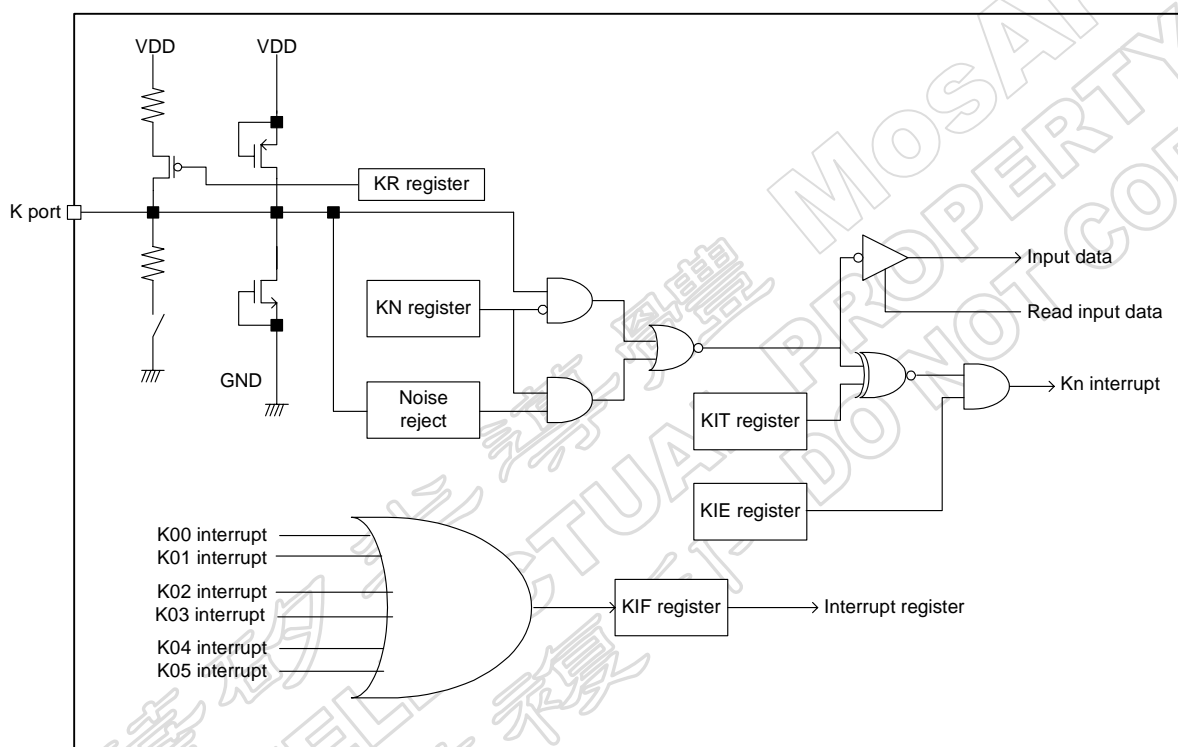 VDD
VDD
KR register
K port
Input data
KN register
Read input data
GND
Noise
reject
Kn interrupt
KIT register
KIE register
K00 interrupt
K01 interrupt
K02 interrupt
K03 interrupt
KIF register
Interrupt register
K04 interrupt
K05 interrupt
MosA
PROPERTY
DO NOT COP